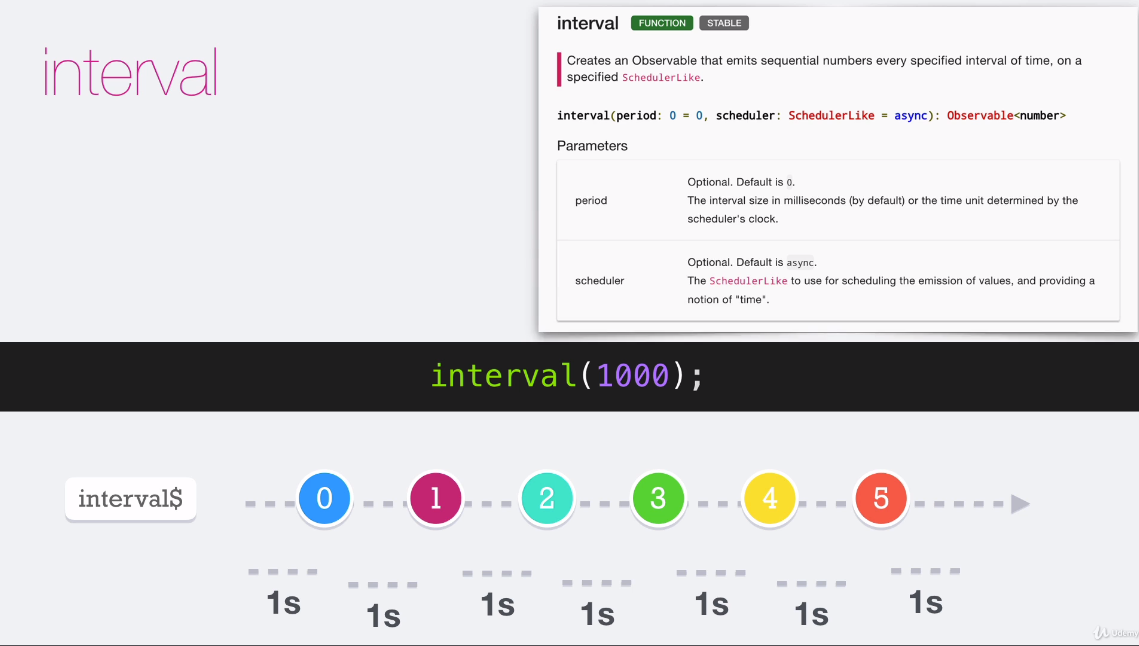 interval
interval FUNCTION STABLE
Creates an Observable that emits sequential numbers every specified interval of time, on a
specified SchedulerLike.
interval(period: 0 = 0, scheduler: SchedulerLike = async): Observable<number>
Parameters
period
Optional. Default is 0.
The interval size in milliseconds (by default) or the time unit determined by the
scheduler's clock.
scheduler
Optional. Default is async.
The SchedulerLike to use for scheduling the emission of values, and providing a
notion of "time".
interval(1000);
interval$ 0 1 2 3 4 5
1s 1s 1s 1s 1s 1s 1s
Udemy